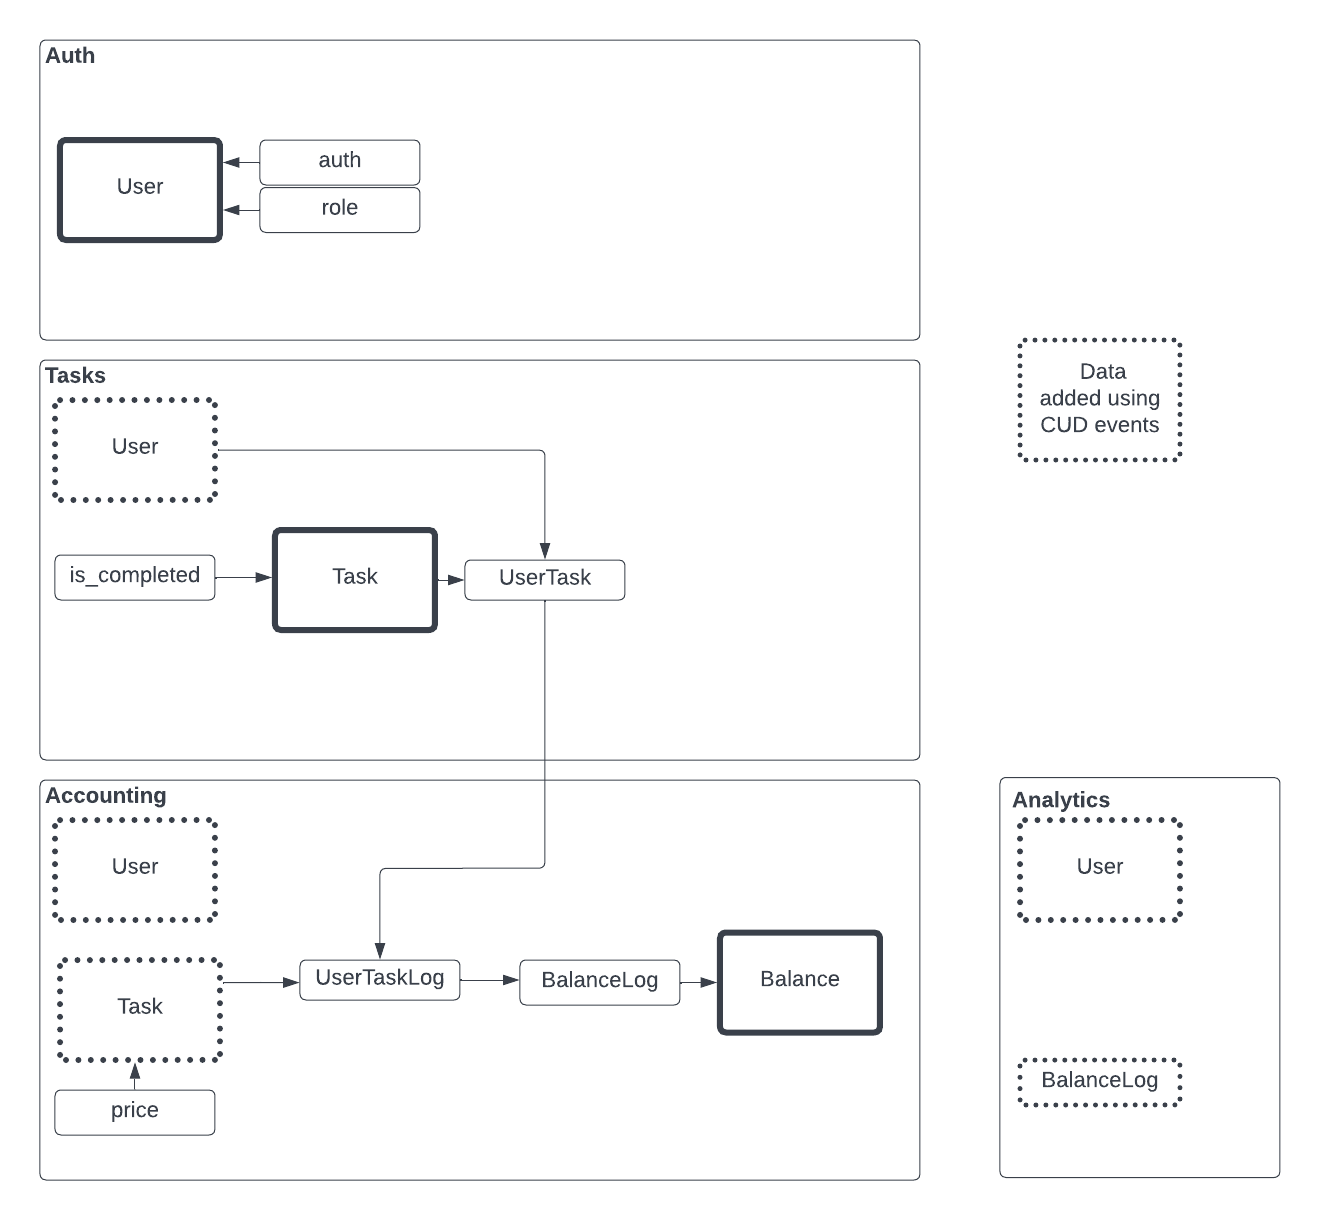 Auth
User
auth
role
Tasks
User
is_completed
Task
UserTask
Data
added using
CUD events
Accounting
User
Task
price
UserTaskLog
BalanceLog
Balance
Analytics
User
BalanceLog